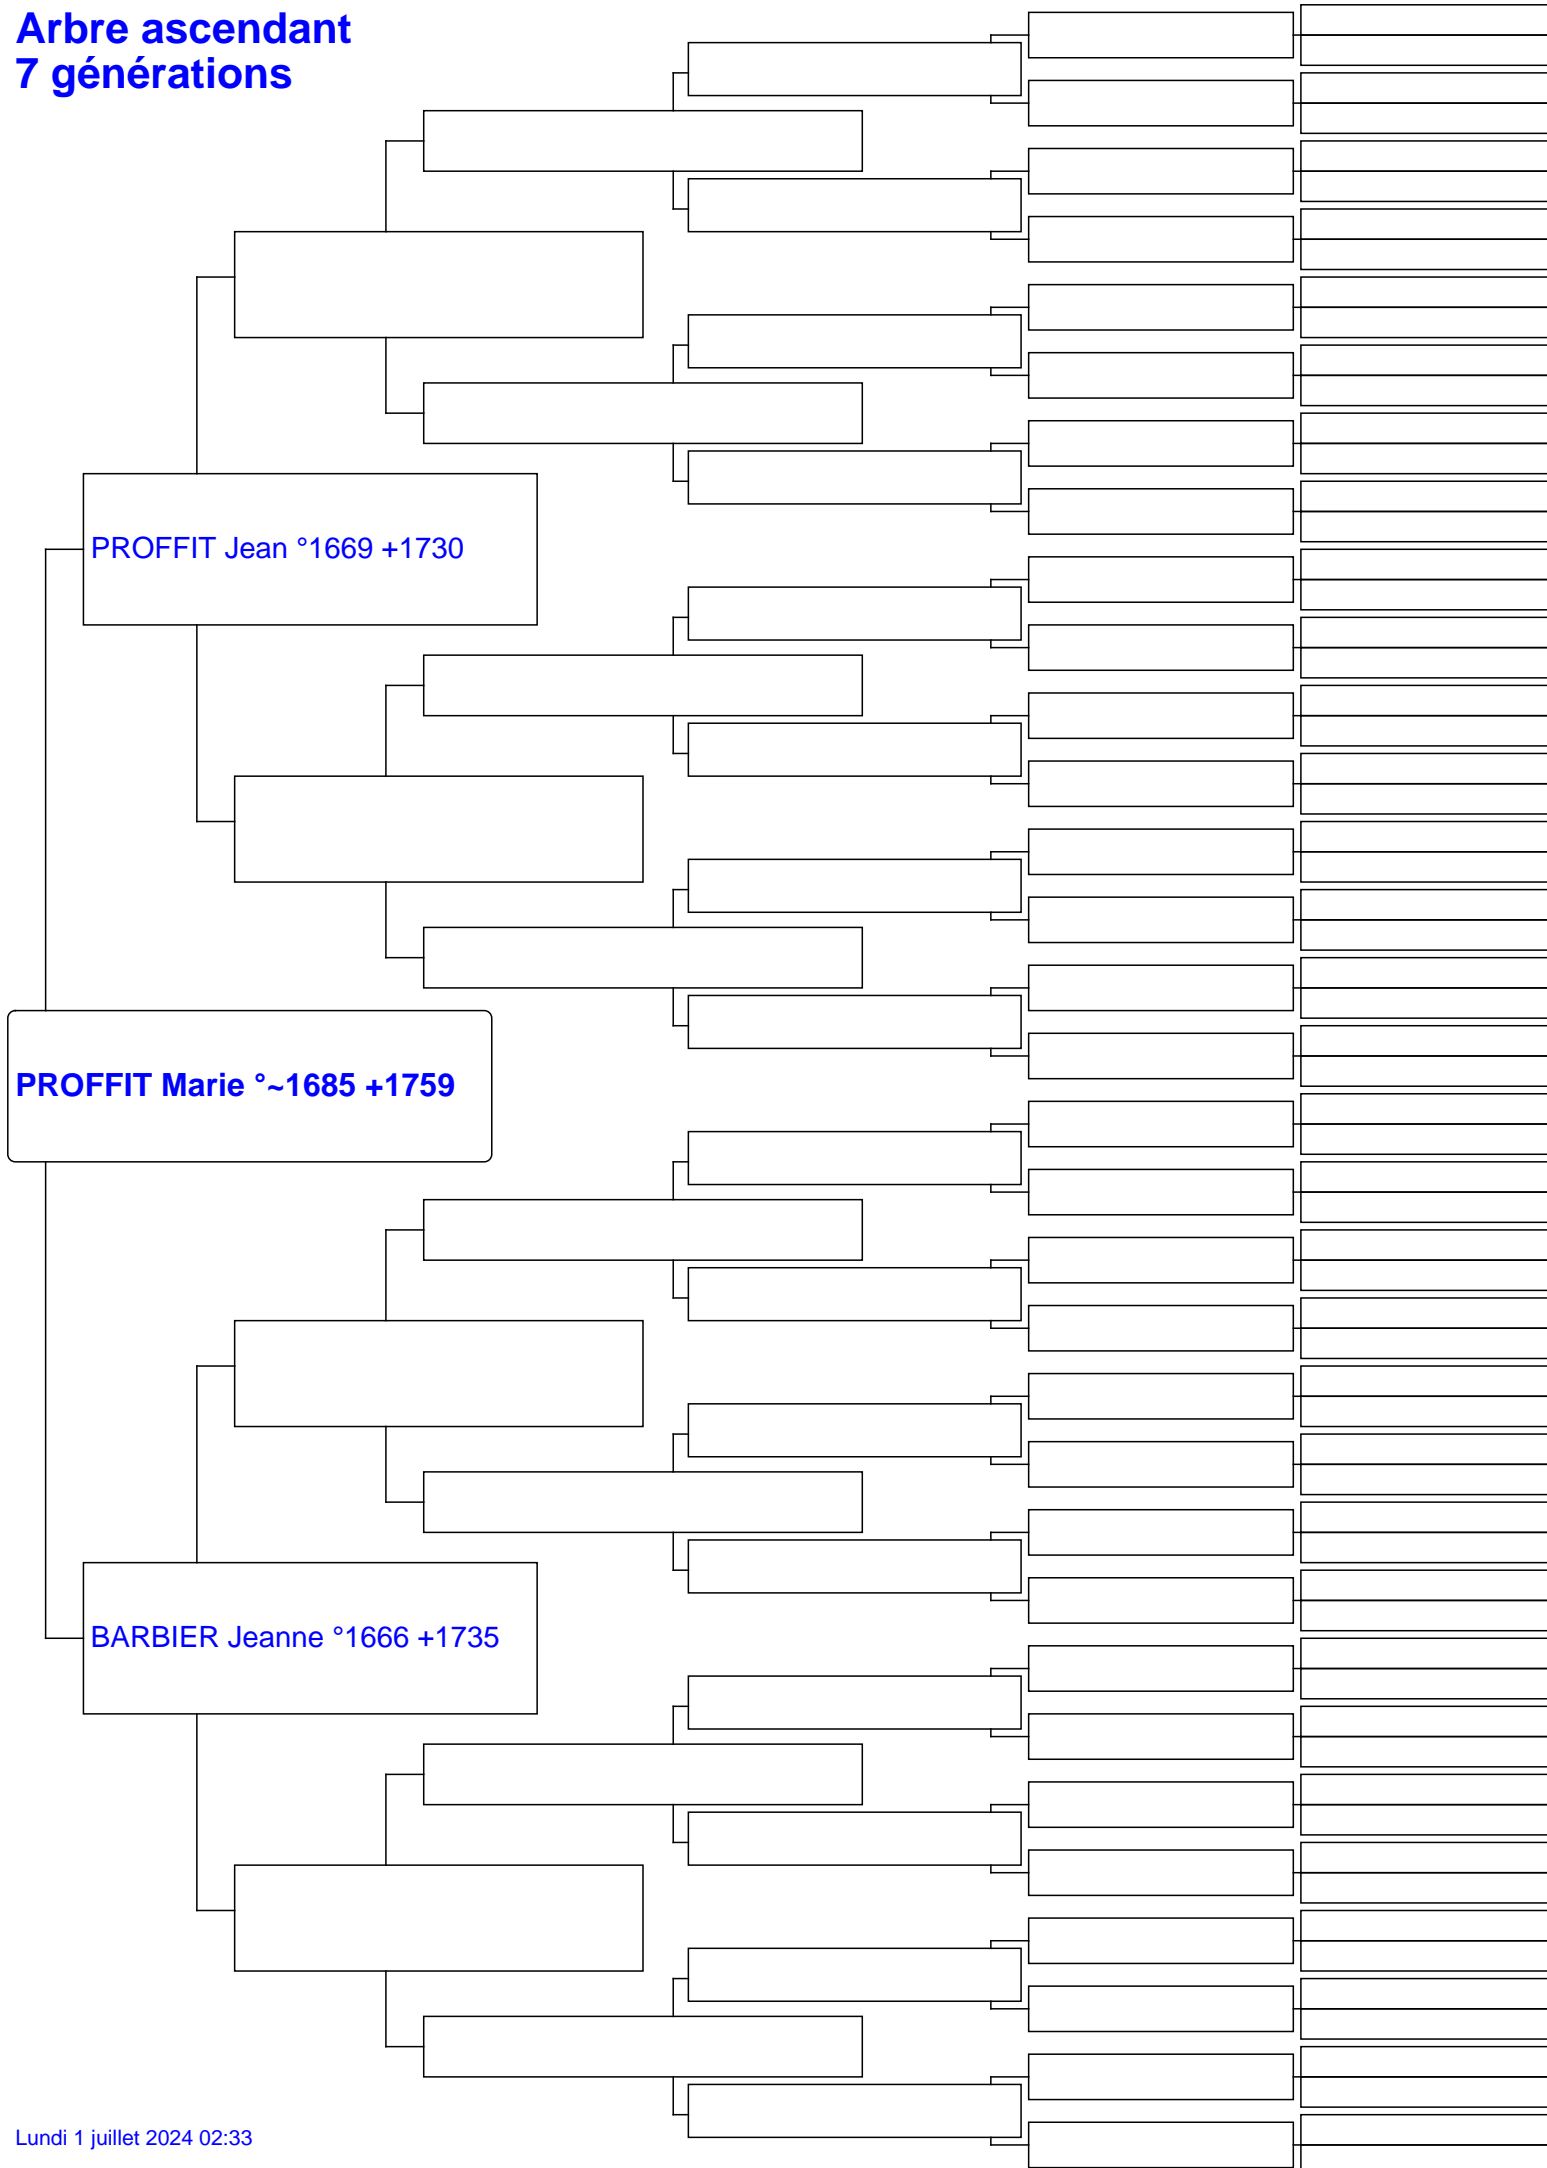 Arbre ascendant
7 générations
PROFFIT Jean °1669 +1730
PROFFIT Marie °~1685 +1759
BARBIER Jeanne °1666 +1735
Lundi 1 juillet 2024 02:33